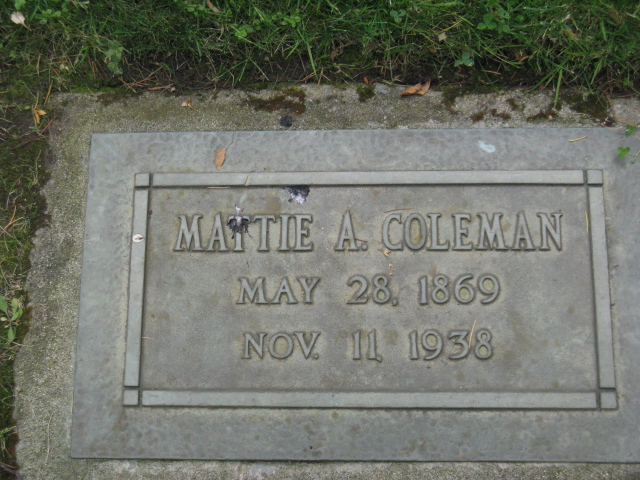 MATTIE A. COLEMAN
MAY 28, 1869
NOV. 11, 1938